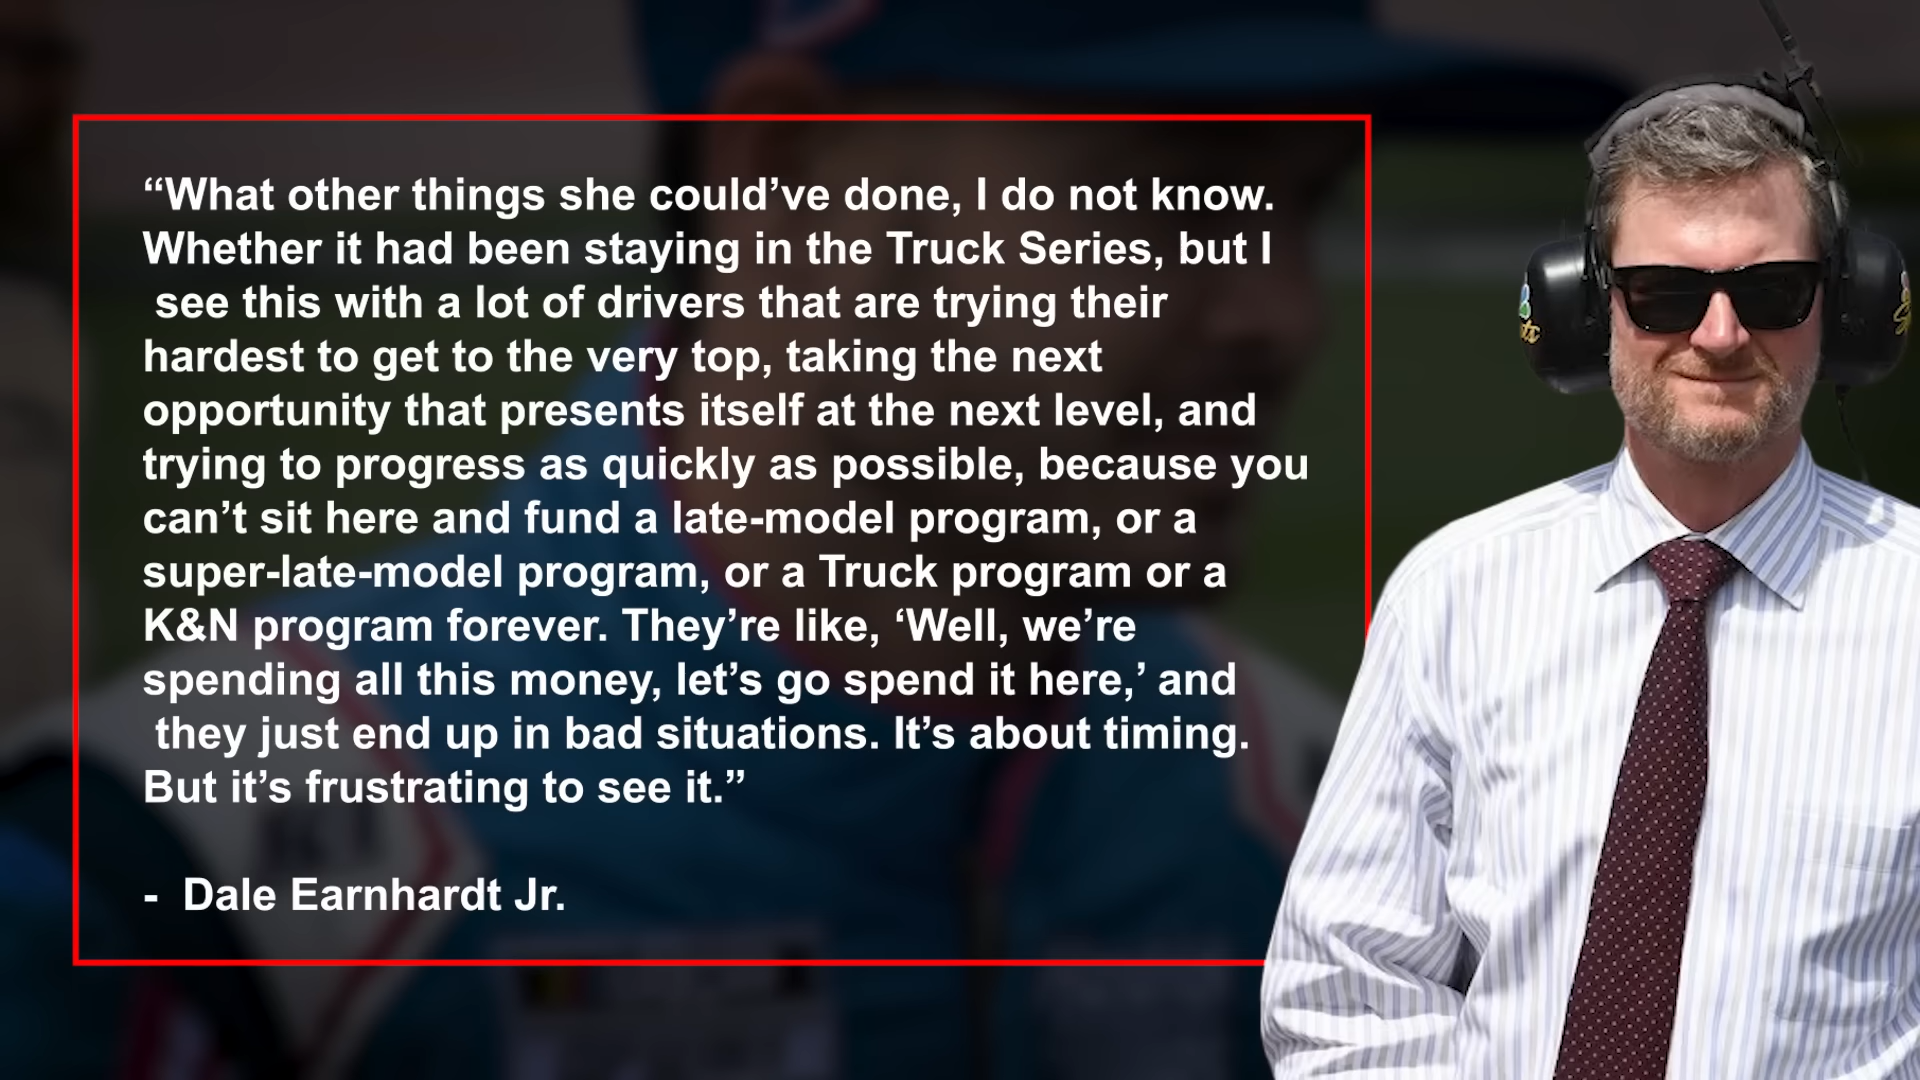 “What other things she could’ve done, I do not know.
Whether it had been staying in the Truck Series, but I
see this with a lot of drivers that are trying their
hardest to get to the very top, taking the next
opportunity that presents itself at the next level, and
trying to progress as quickly as possible, because you
can’t sit here and fund a late-model program, or a
super-late-model program, or a Truck program or a
K&N program forever. They’re like, ‘Well, we’re
spending all this money, let’s go spend it here,’ and
they just end up in bad situations. It’s about timing.
But it’s frustrating to see it.”
- Dale Earnhardt Jr.